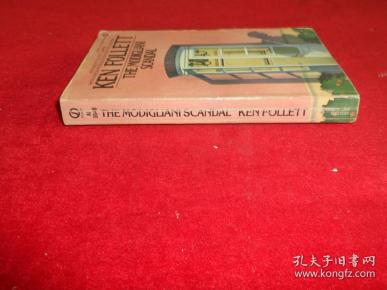 KEN FOLLETT
THE MODIGLIANI
SCANDAL
THE MODIGLIANI SCANDAL KEN FOLLETT
孔夫子旧书网
www.kongfz.com